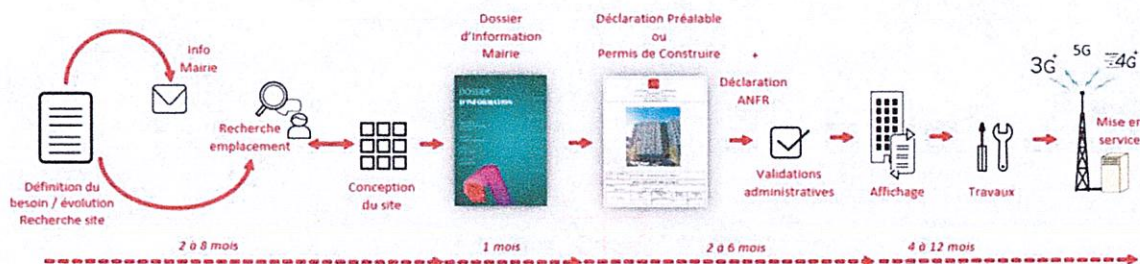 Définition du
besoin / évolution
Recherche site
Info
Mairie
Recherche
emplacement
Conception
du site
Dossier
d'Information
Mairie
DOSSIER
D'INFORMATION
Déclaration Préalable
ou
Permis de Construire
+
Déclaration
ANFR
Validations
administratives
Affichage
Travaux
3G+
5G
4G+
Mise en
service
2 à 8 mois
1 mois
2 à 6 mois
4 à 12 mois